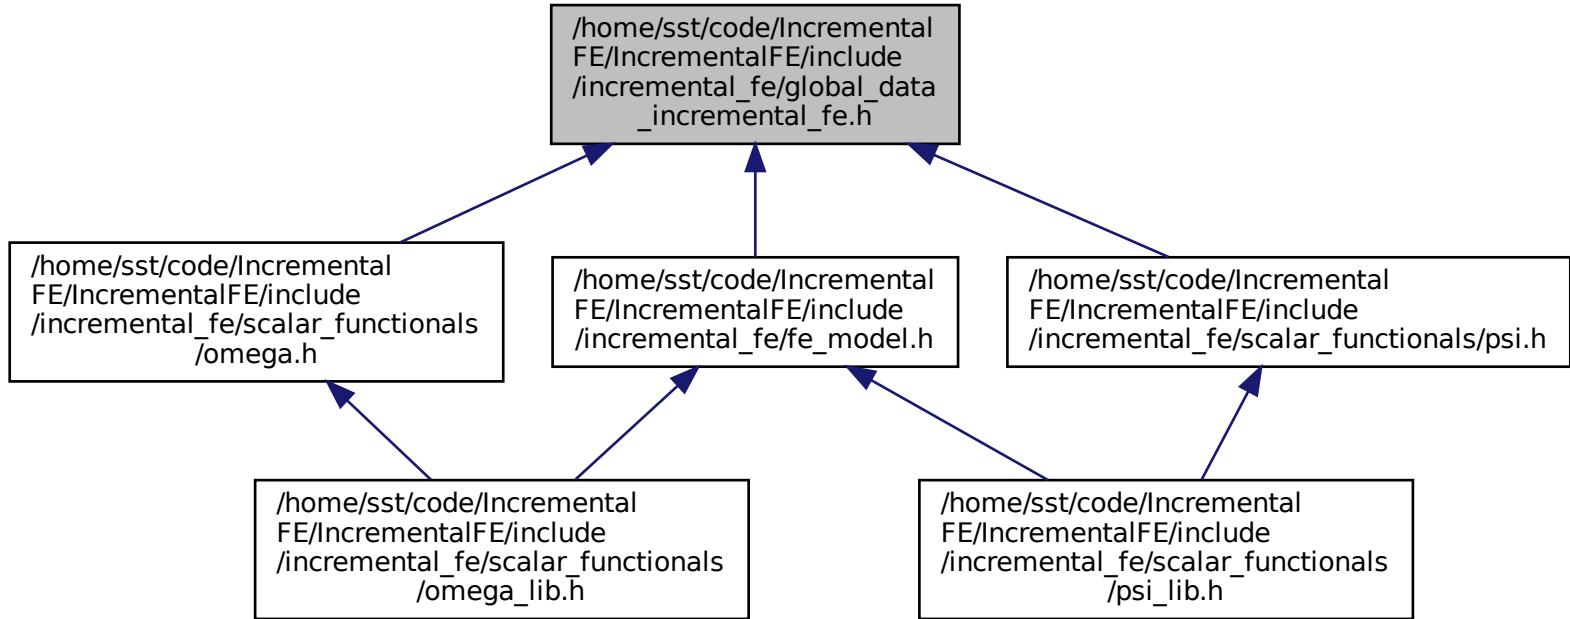 /home/sst/code/Incremental
FE/IncrementalFE/include
/incremental_fe/global_data
_incremental_fe.h
/home/sst/code/Incremental
FE/IncrementalFE/include
/incremental_fe/scalar_functionals
/omega.h
/home/sst/code/Incremental
FE/IncrementalFE/include
/incremental_fe/fe_model.h
/home/sst/code/Incremental
FE/IncrementalFE/include
/incremental_fe/scalar_functionals/psi.h
/home/sst/code/Incremental
FE/IncrementalFE/include
/incremental_fe/scalar_functionals
/omega_lib.h
/home/sst/code/Incremental
FE/IncrementalFE/include
/incremental_fe/scalar_functionals
/psi_lib.h